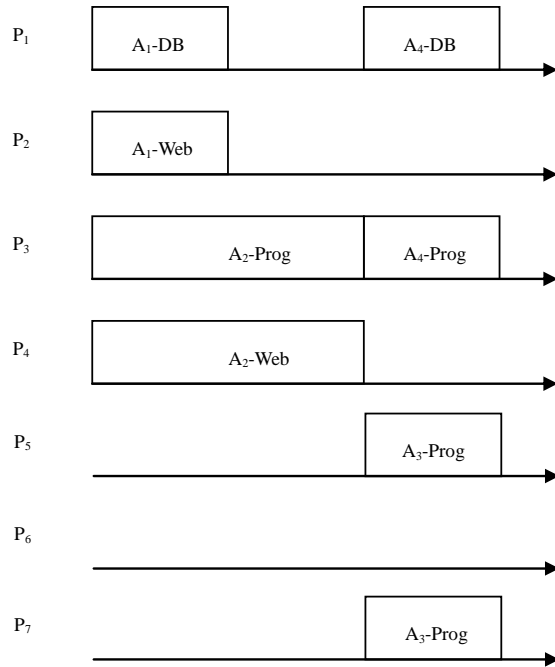 P₁ A₁-DB A₄-DB
P₂ A₁-Web
P₃ A₂-Prog A₄-Prog
P₄ A₂-Web
P₅ A₃-Prog
P₆
P₇ A₃-Prog